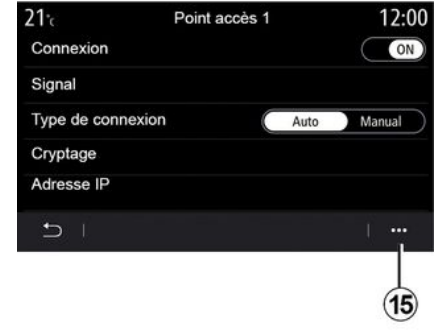 21°c Point accès 1 12:00
Connexion ON
Signal
Type de connexion Auto Manual
Cryptage
Adresse IP
15